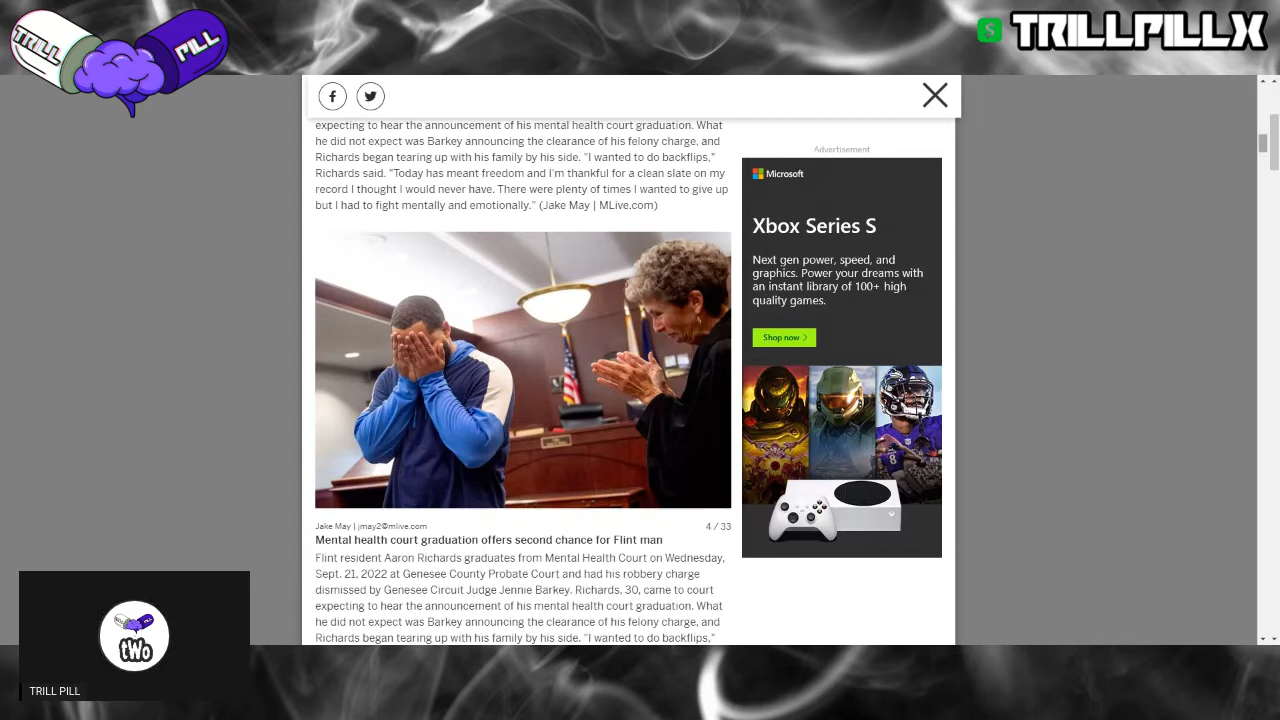 TRILL
PILL
$ TRILLPILLX
expecting to hear the announcement of his mental health court graduation. What
he did not expect was Barkey announcing the clearance of his felony charge, and
Richards began tearing up with his family by his side. "I wanted to do backflips,"
Richards said. "Today has meant freedom and I'm thankful for a clean slate on my
record I thought I would never have. There were plenty of times I wanted to give up
but I had to fight mentally and emotionally." (Jake May | MLive.com)
Advertisement
Microsoft
Xbox Series S
Next gen power, speed, and
graphics. Power your dreams with
an instant library of 100+ high
quality games.
Shop now
8
Jake May | jmay2@mlive.com
4 / 33
Mental health court graduation offers second chance for Flint man
Flint resident Aaron Richards graduates from Mental Health Court on Wednesday,
Sept. 21, 2022 at Genesee County Probate Court and had his robbery charge
dismissed by Genesee Circuit Judge Jennie Barkey. Richards, 30, came to court
expecting to hear the announcement of his mental health court graduation. What
he did not expect was Barkey announcing the clearance of his felony charge, and
Richards began tearing up with his family by his side. "I wanted to do backflips,"
tWo
TRILL PILL